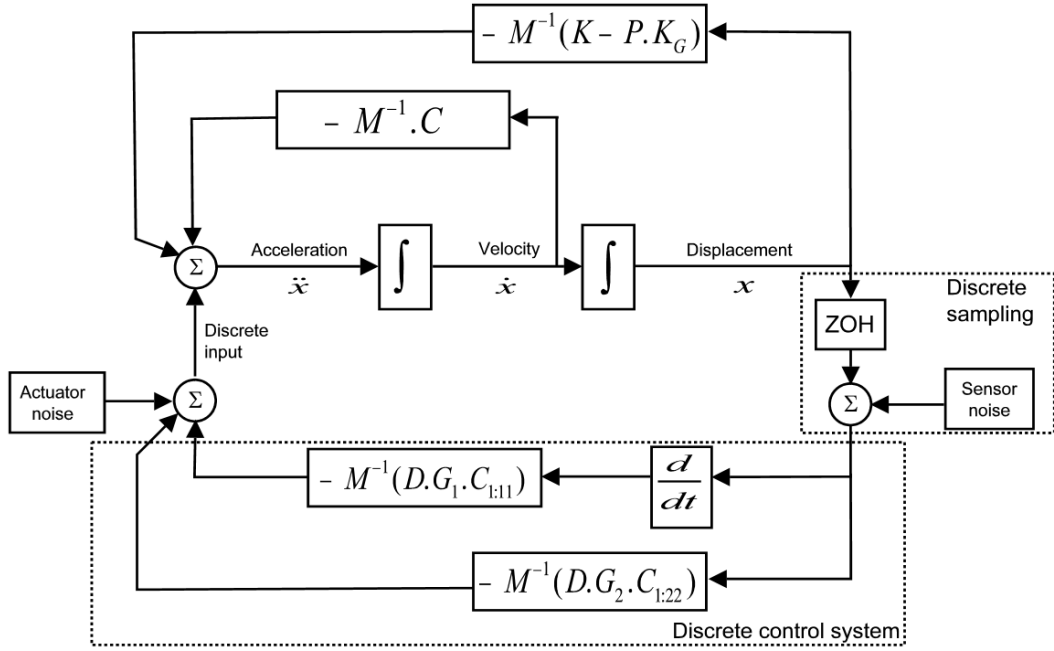 − M⁻¹(K − P.K_G)
− M⁻¹.C
Σ
Acceleration
ẍ
∫
Velocity
ẋ
∫
Displacement
x
Discrete
sampling
ZOH
Discrete
input
Actuator
noise
Σ
Σ
Sensor
noise
− M⁻¹(D.G₁.C₁:₁₁)
d
dt
− M⁻¹(D.G₂.C₁:₂₂)
Discrete control system